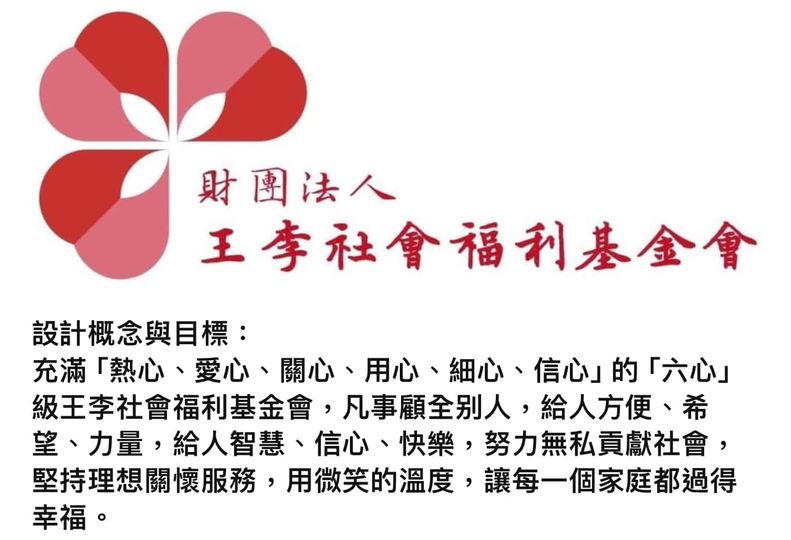 財團法人
王李社會福利基金會
設計概念與目標：
充滿「熱心、愛心、關心、用心、細心、信心」的「六心」
級王李社會福利基金會，凡事顧全別人，給人方便、希
望、力量，給人智慧、信心、快樂，努力無私貢獻社會，
堅持理想關懷服務，用微笑的溫度，讓每一個家庭都過得
幸福。